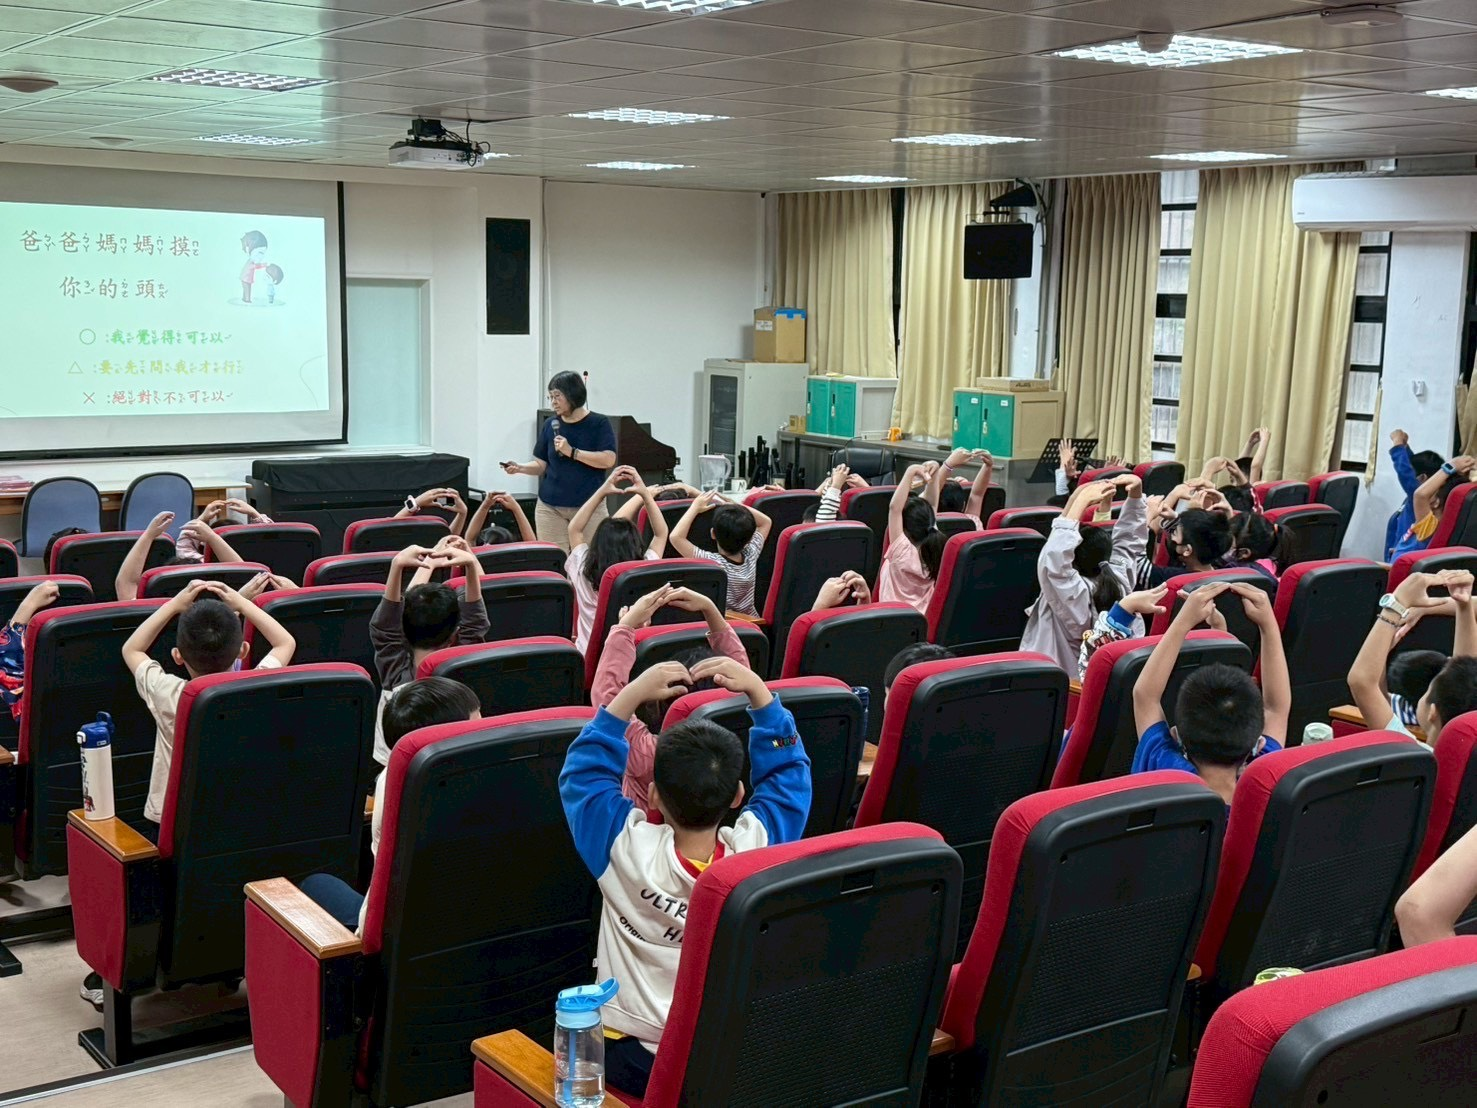 爸爸媽媽摸
你的頭
○：我覺得可以
△：要先問我才行
×：絕對不可以
ULTR
H